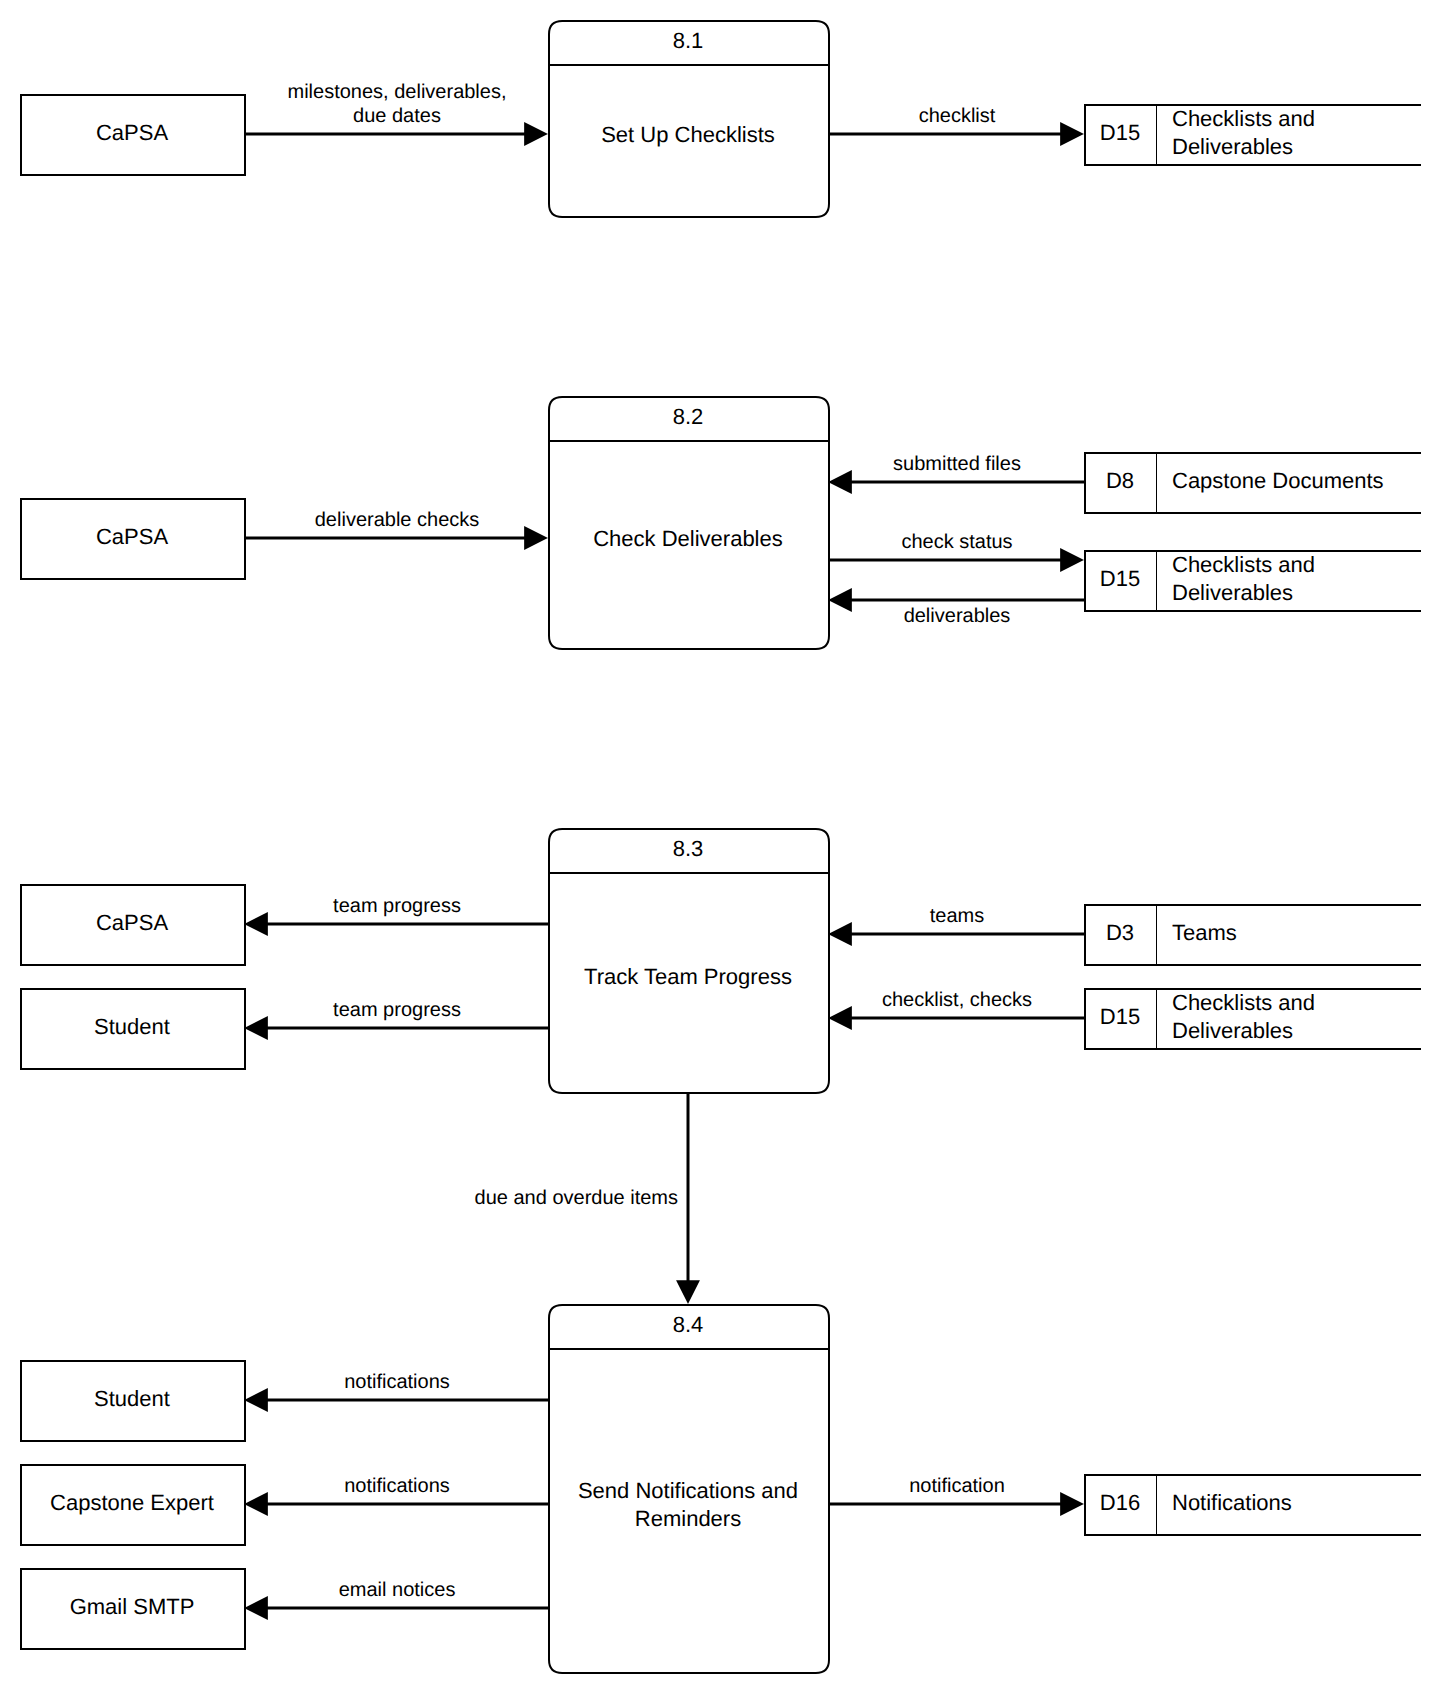 8.1
milestones, deliverables,
due dates
CaPSA
Set Up Checklists
checklist
D15
Checklists and
Deliverables
8.2
submitted files
D8
Capstone Documents
CaPSA
deliverable checks
Check Deliverables
check status
D15
Checklists and
Deliverables
deliverables
8.3
CaPSA
team progress
teams
D3
Teams
Track Team Progress
Student
team progress
checklist, checks
D15
Checklists and
Deliverables
due and overdue items
8.4
Student
notifications
Capstone Expert
notifications
Send Notifications and
Reminders
notification
D16
Notifications
Gmail SMTP
email notices